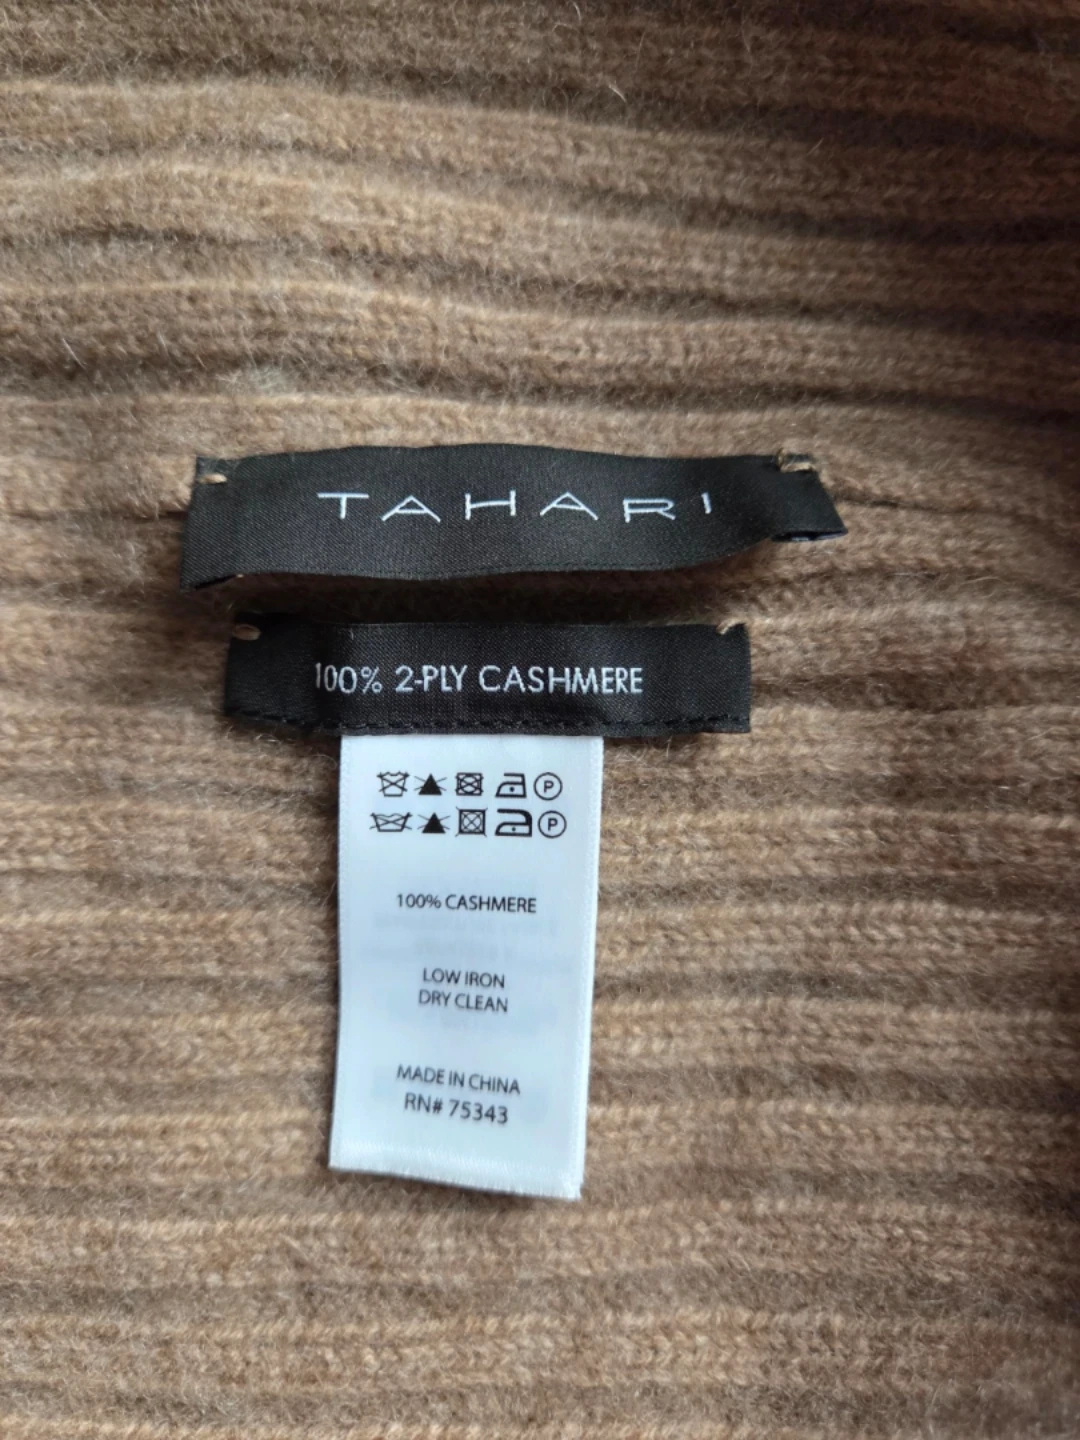 TAHARI
100% 2-PLY CASHMERE
P
P
100% CASHMERE
LOW IRON
DRY CLEAN
MADE IN CHINA
RN# 75343